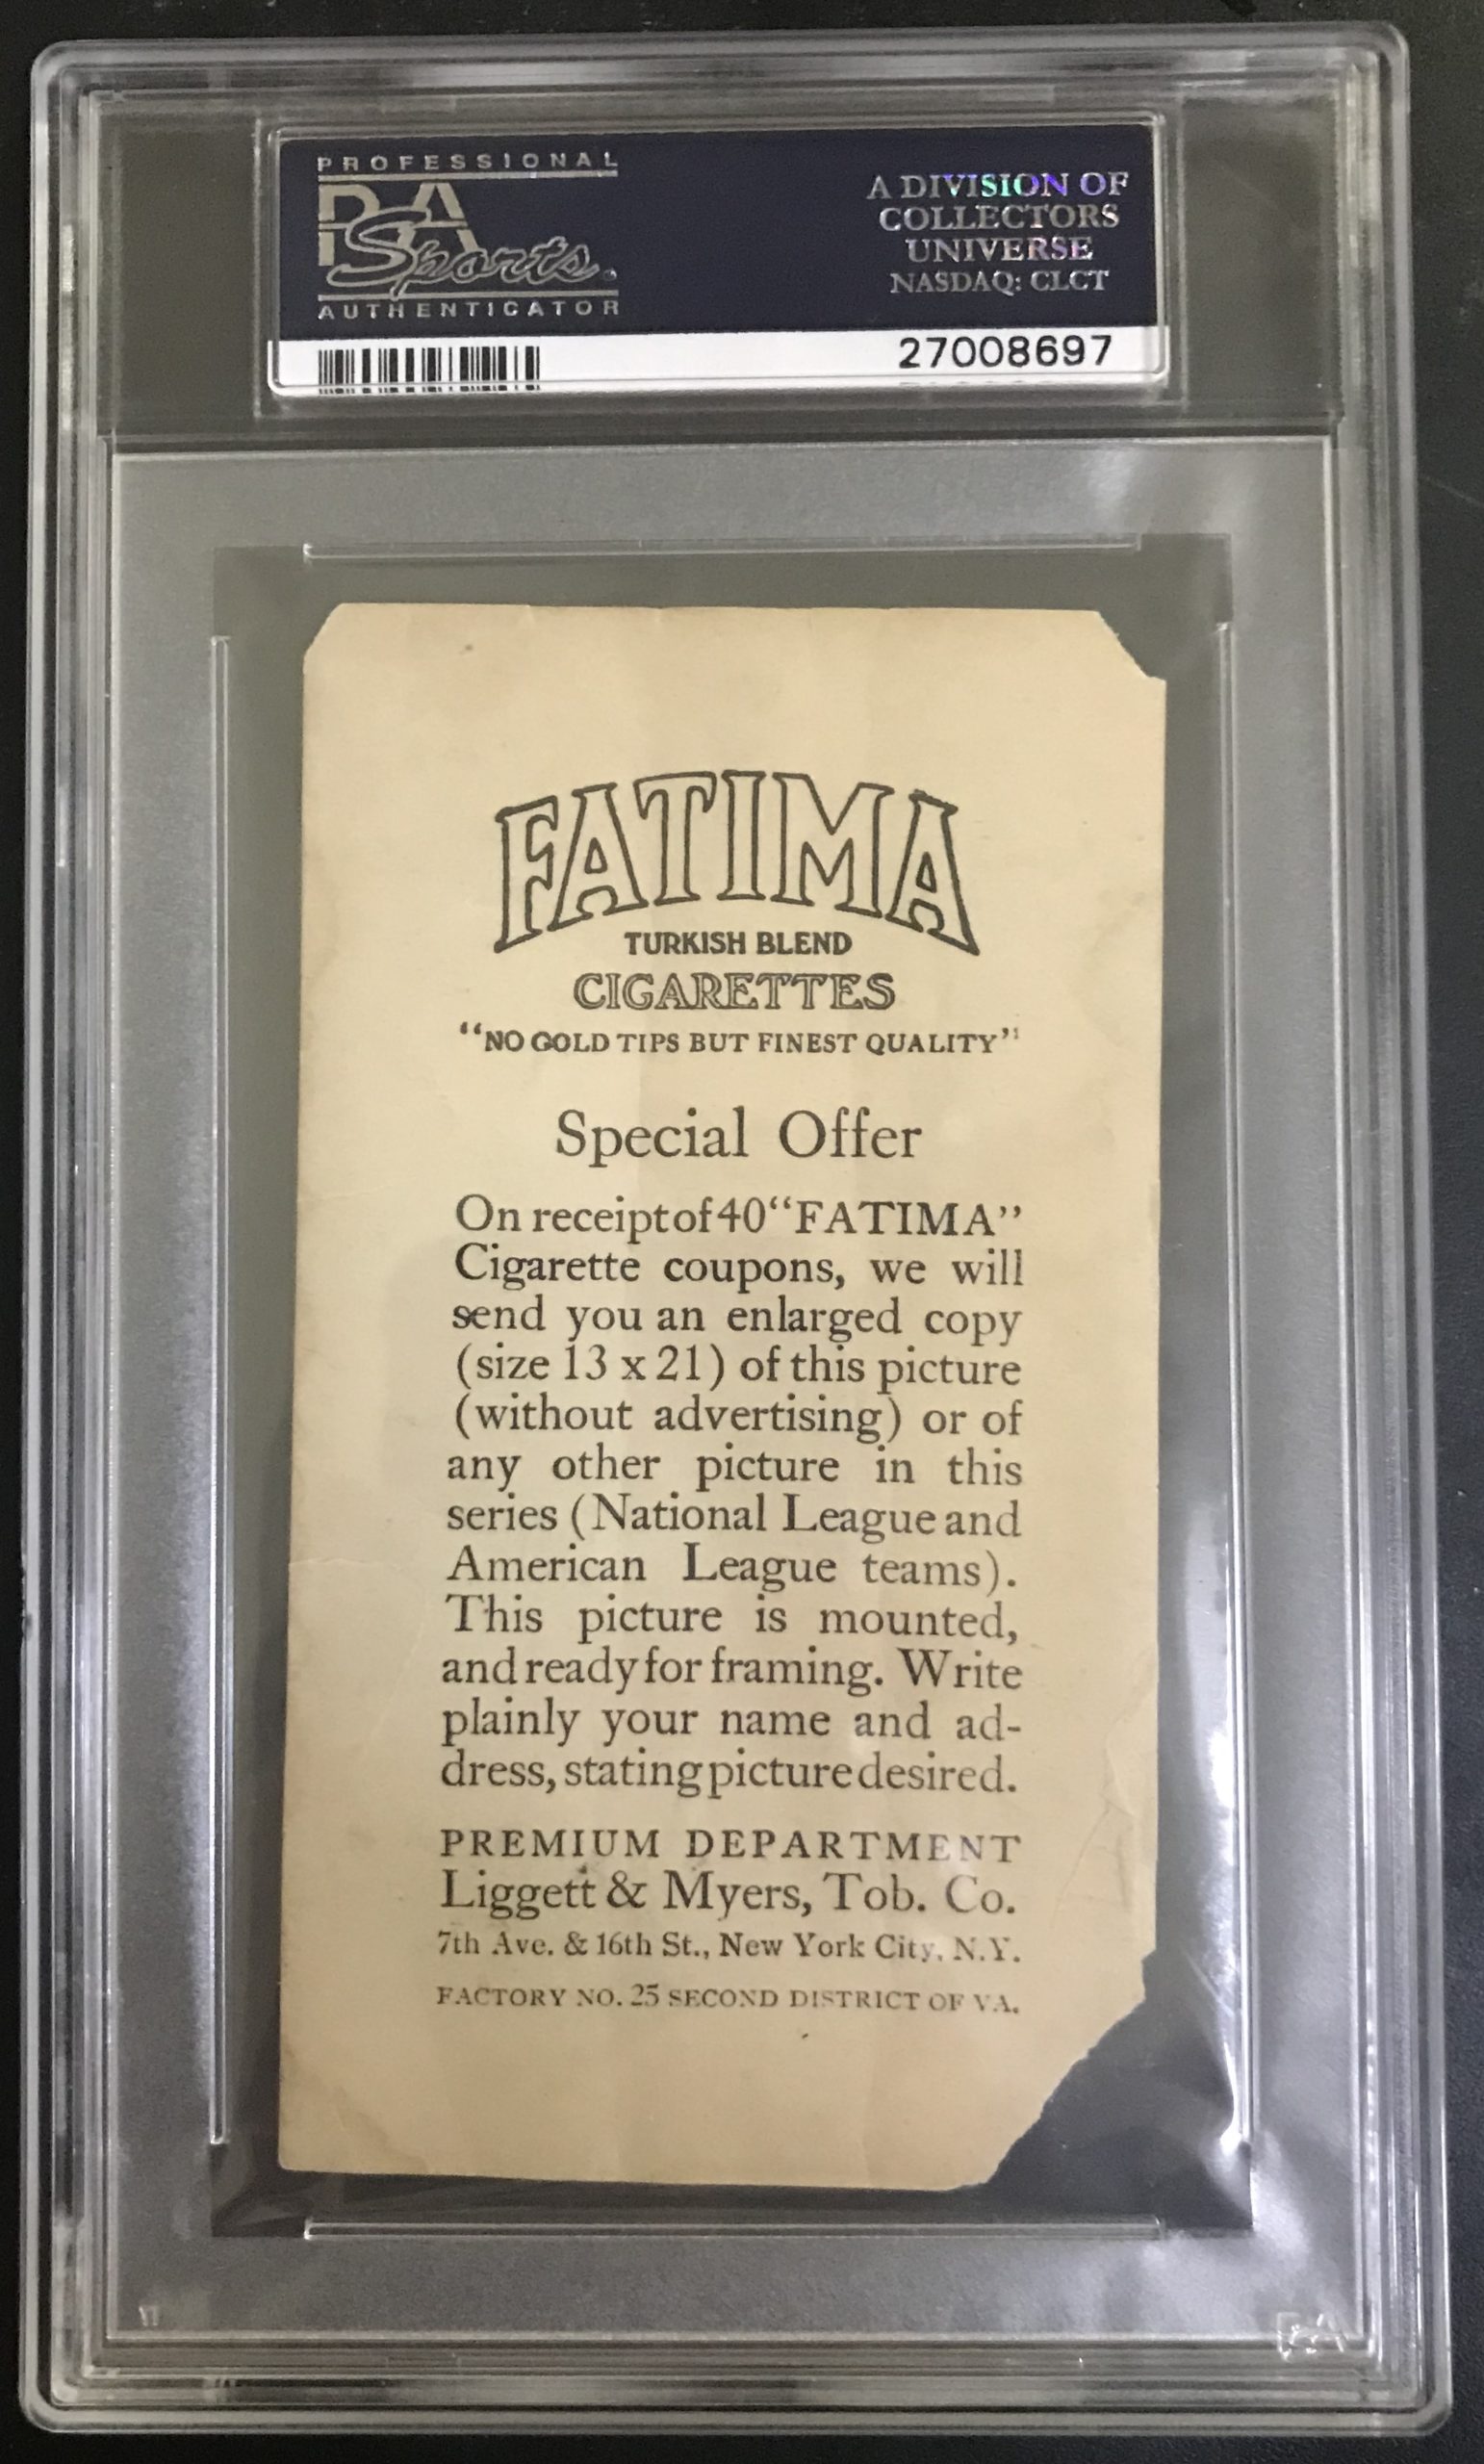 PROFESSIONAL
PSA
Sports.
AUTHENTICATOR
A DIVISION OF
COLLECTORS
UNIVERSE
NASDAQ: CLCT
27008697
FATIMA
TURKISH BLEND
CIGARETTES
“NO GOLD TIPS BUT FINEST QUALITY”
Special Offer
On receipt of 40 “FATIMA”
Cigarette coupons, we will
send you an enlarged copy
(size 13 x 21) of this picture
(without advertising) or of
any other picture in this
series (National League and
American League teams).
This picture is mounted,
and ready for framing. Write
plainly your name and ad-
dress, stating picture desired.
PREMIUM DEPARTMENT
Liggett & Myers, Tob. Co.
7th Ave. & 16th St., New York City, N.Y.
FACTORY NO. 25 SECOND DISTRICT OF VA.
PSA